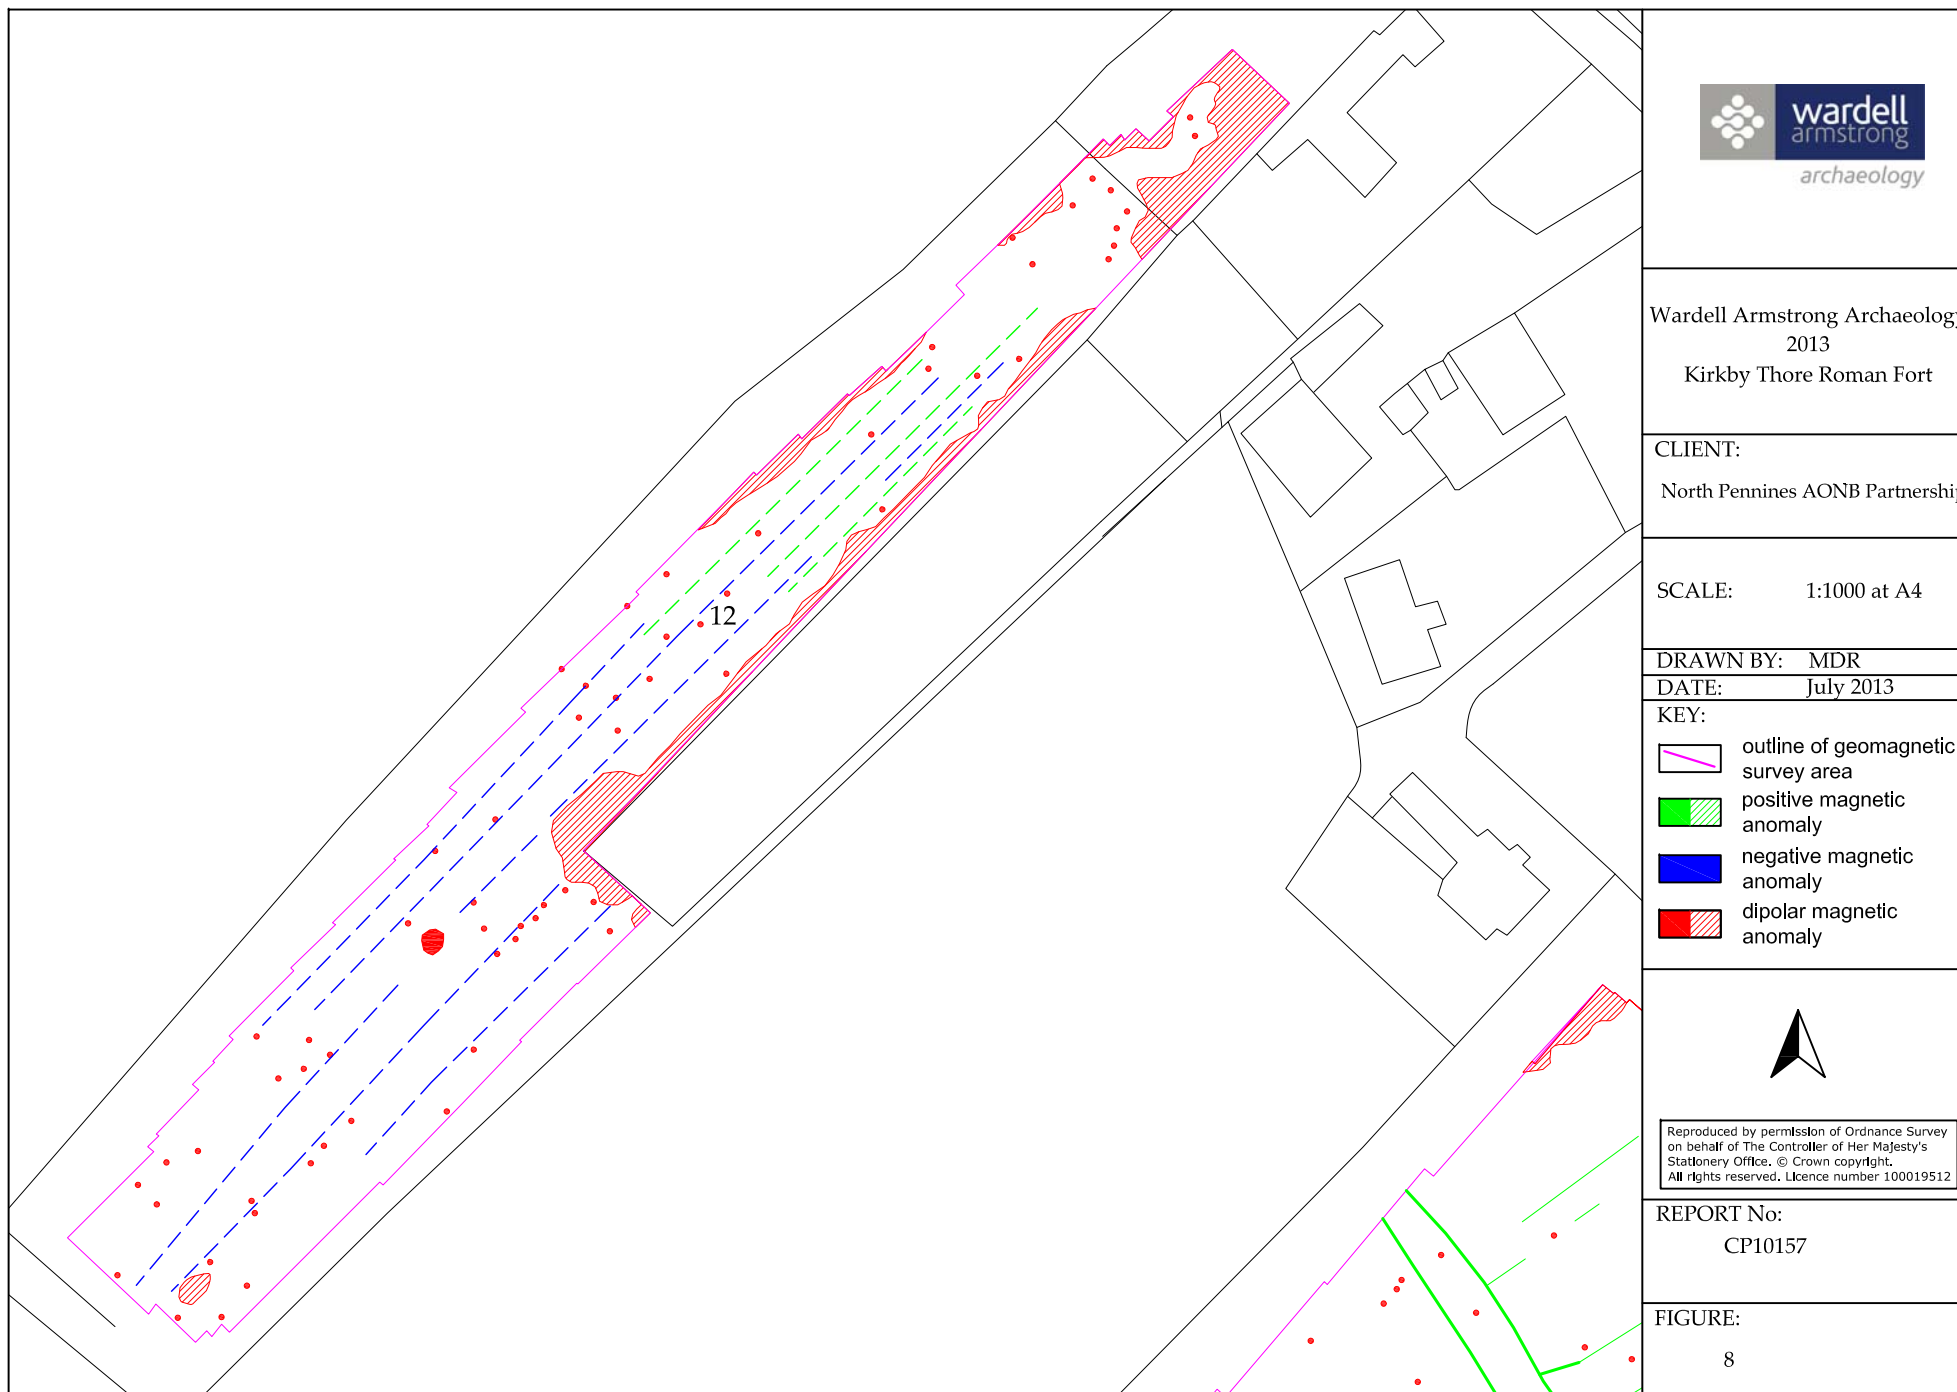 wardell
armstrong
archaeology
Wardell Armstrong Archaeology
2013
Kirkby Thore Roman Fort
CLIENT:
North Pennines AONB Partnership
SCALE: 1:1000 at A4
DRAWN BY: MDR
DATE: July 2013
KEY:
outline of geomagnetic
survey area
positive magnetic
anomaly
negative magnetic
anomaly
dipolar magnetic
anomaly
Reproduced by permission of Ordnance Survey
on behalf of The Controller of Her Majesty's
Stationery Office. © Crown copyright.
All rights reserved. Licence number 100019512
REPORT No:
CP10157
FIGURE:
8
12